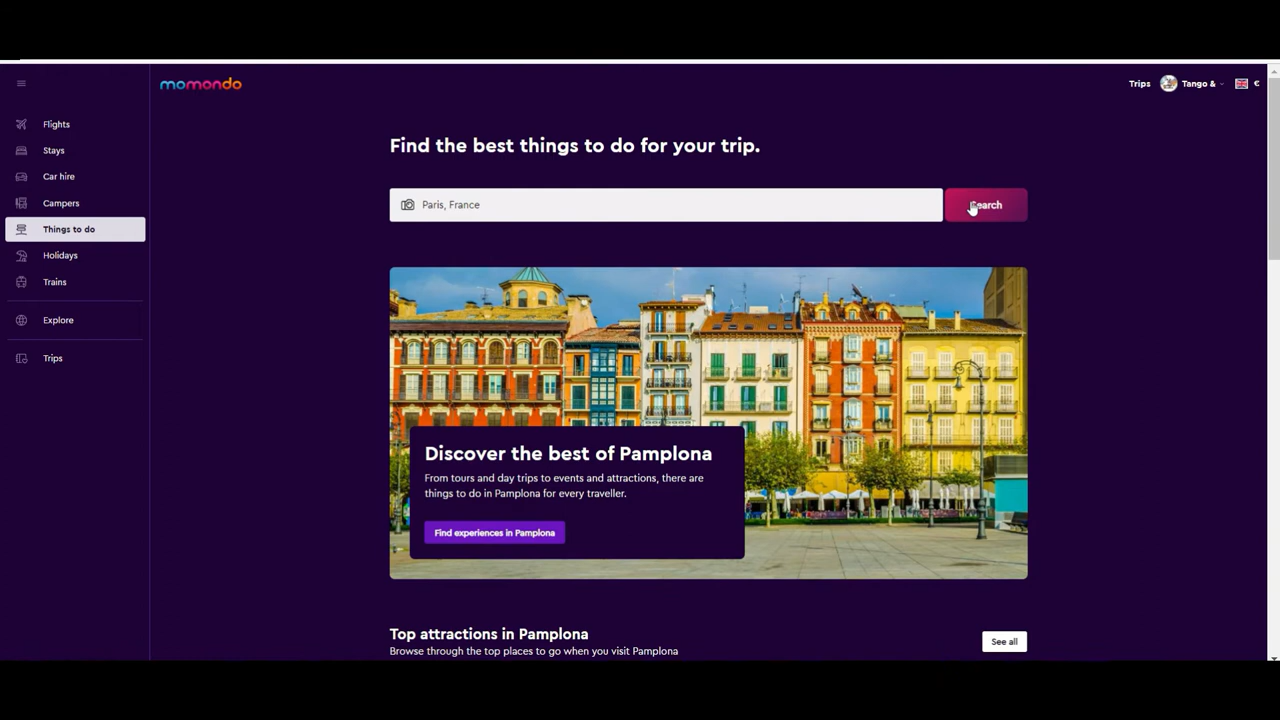 momondo
Trips
Tango &
€
Flights
Stays
Car hire
Campers
Things to do
Holidays
Trains
Explore
Trips
Find the best things to do for your trip.
Paris, France
Search
Discover the best of Pamplona
From tours and day trips to events and attractions, there are
things to do in Pamplona for every traveller.
Find experiences in Pamplona
Top attractions in Pamplona
See all
Browse through the top places to go when you visit Pamplona